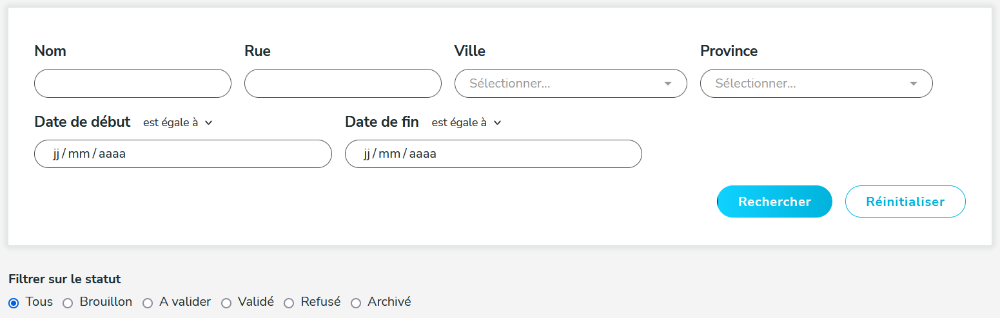 Nom Rue Ville Province
Sélectionner... Sélectionner...
Date de début est égale à Date de fin est égale à
jj/mm/aaaa jj/mm/aaaa
Rechercher Réinitialiser
Filtrer sur le statut
Tous Brouillon A valider Validé Refusé Archivé